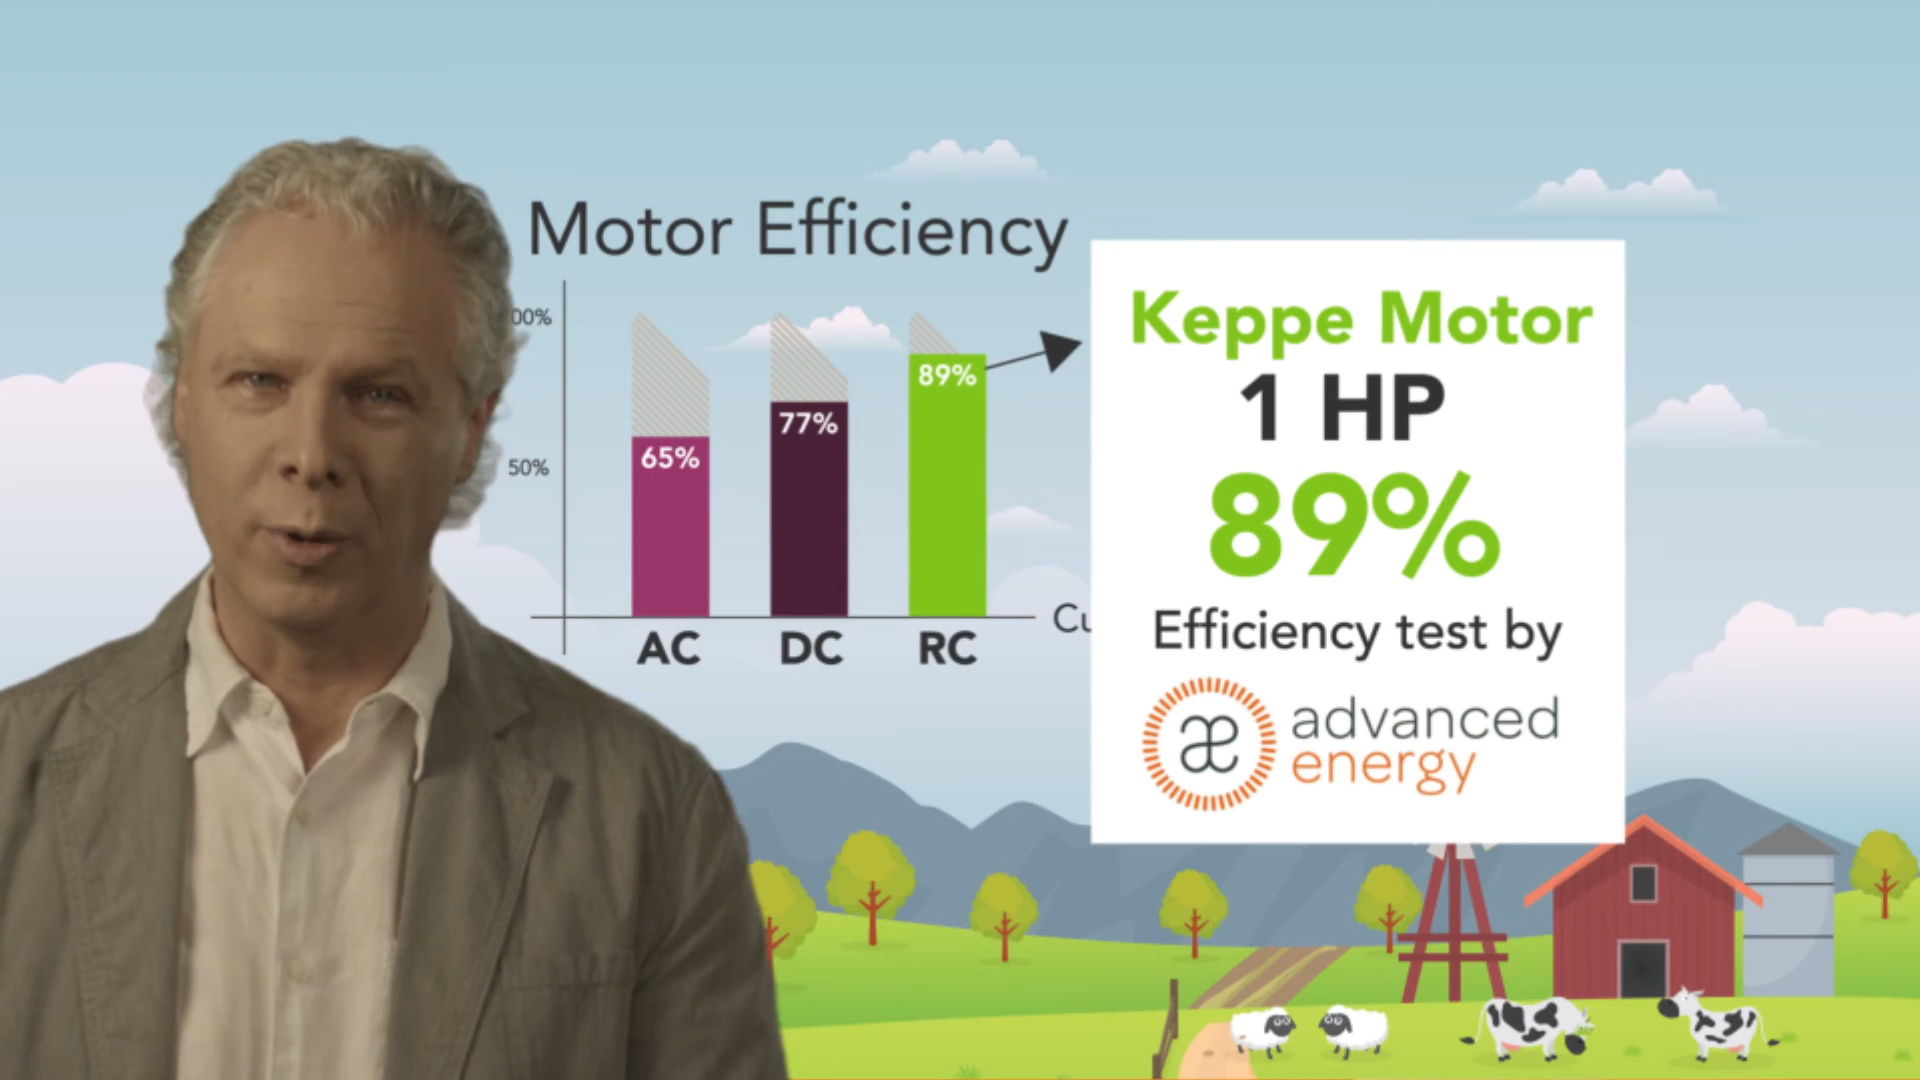 Motor Efficiency
00%
50%
65%
77%
89%
AC DC RC
Keppe Motor
1 HP
89%
Efficiency test by
æ
advanced
energy